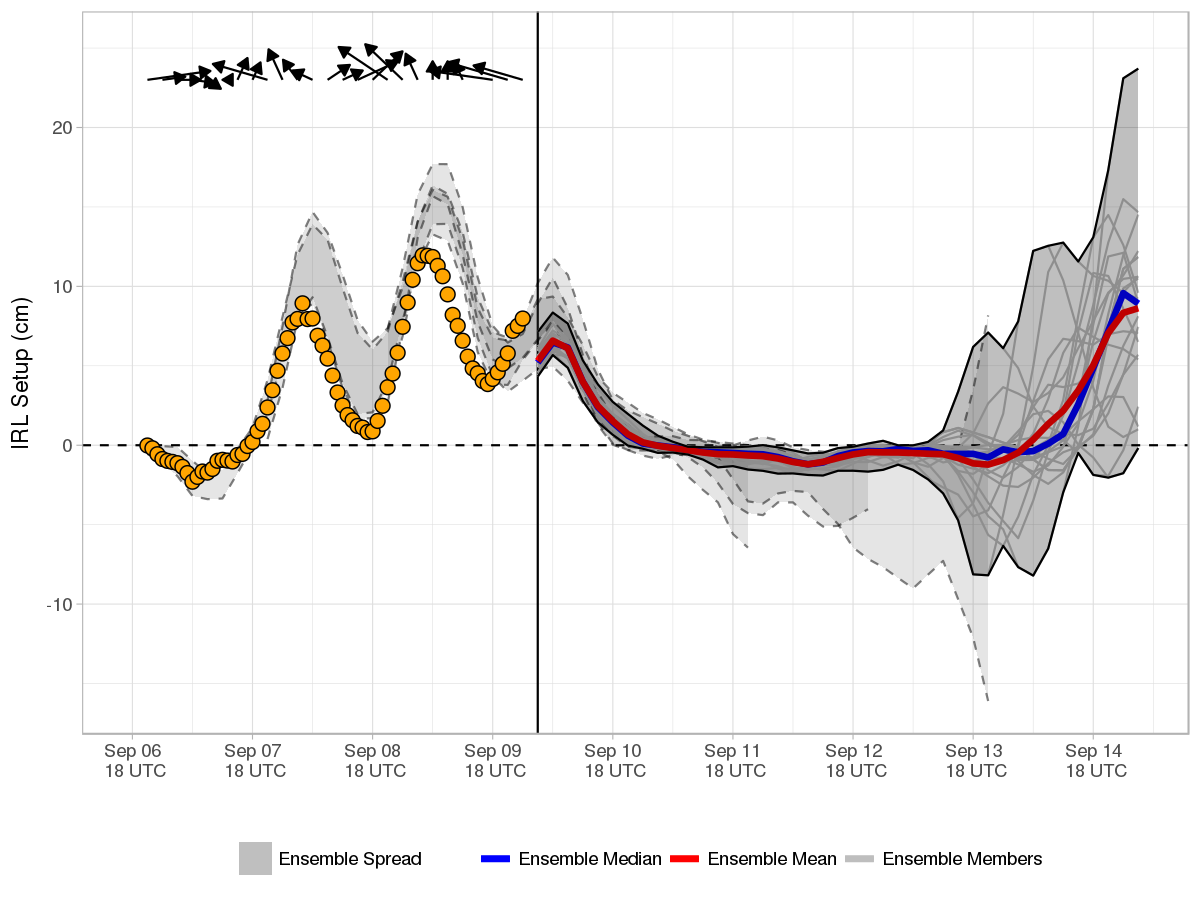 IRL Setup (cm)
20
10
0
-10
Sep 06 Sep 07 Sep 08 Sep 09 Sep 10 Sep 11 Sep 12 Sep 13 Sep 14
18 UTC 18 UTC 18 UTC 18 UTC 18 UTC 18 UTC 18 UTC 18 UTC 18 UTC
Ensemble Spread Ensemble Median Ensemble Mean Ensemble Members